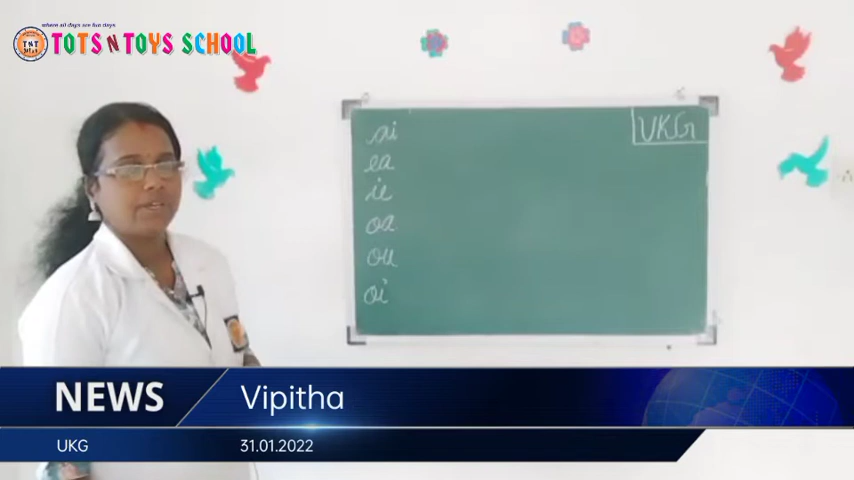 where all days are fun days
TNT
TOTS N TOYS SCHOOL
UKG
ai
ea
ie
oa
ou
oi
NEWS
Vipitha
UKG
31.01.2022